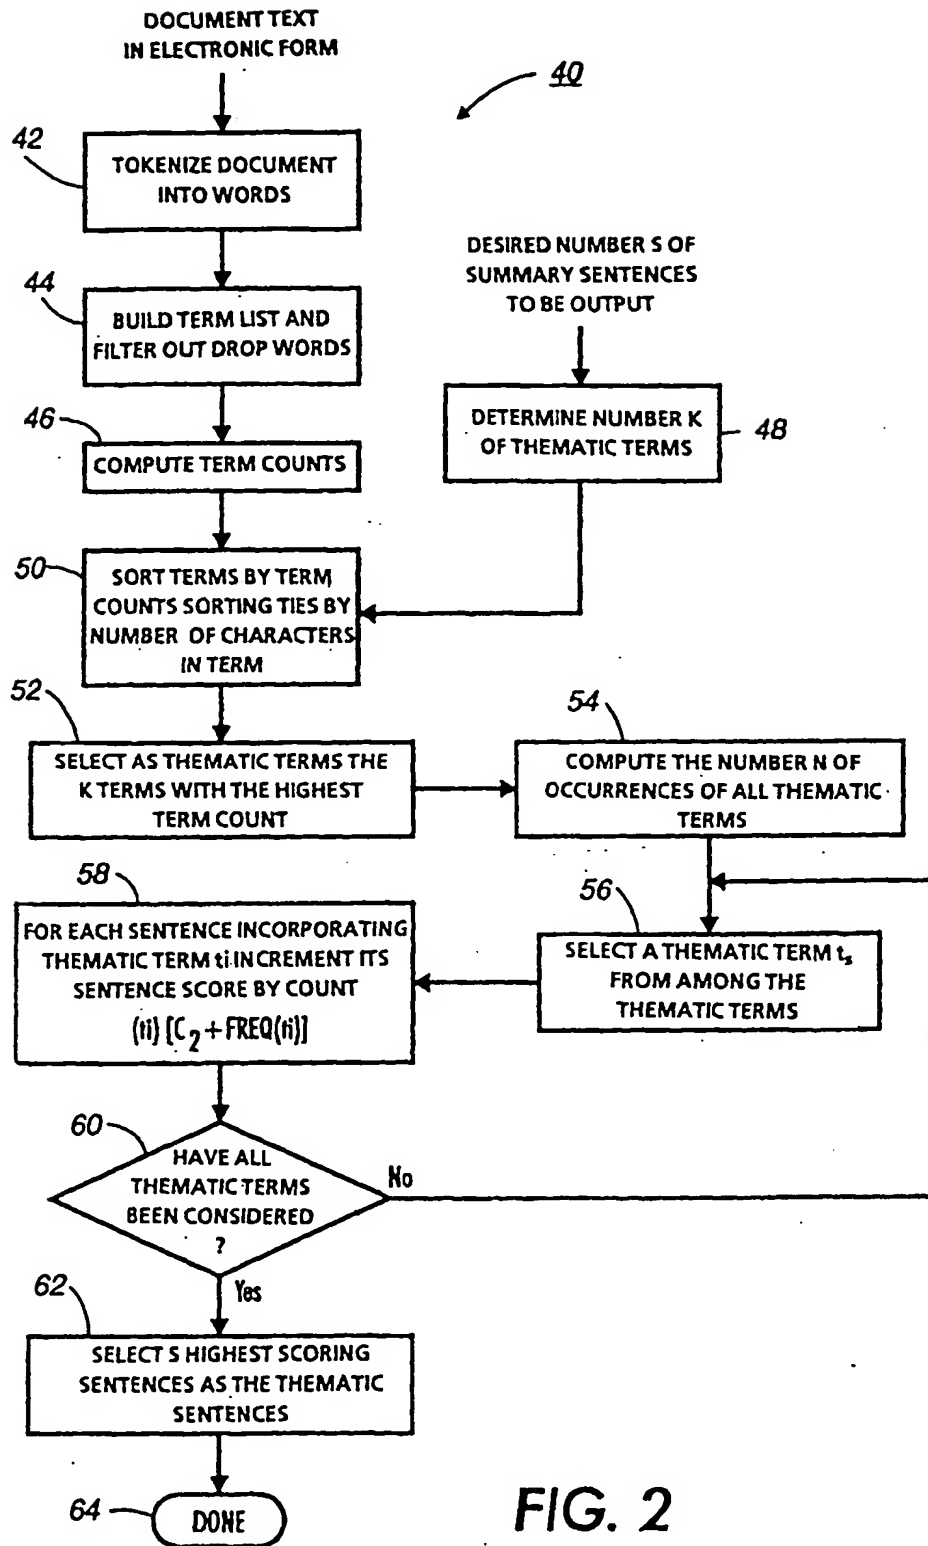 DOCUMENT TEXT
IN ELECTRONIC FORM
40
42
TOKENIZE DOCUMENT
INTO WORDS
44
BUILD TERM LIST AND
FILTER OUT DROP WORDS
DESIRED NUMBER S OF
SUMMARY SENTENCES
TO BE OUTPUT
46
COMPUTE TERM COUNTS
DETERMINE NUMBER K
OF THEMATIC TERMS
48
50
SORT TERMS BY TERM
COUNTS SORTING TIES BY
NUMBER OF CHARACTERS
IN TERM
52
SELECT AS THEMATIC TERMS THE
K TERMS WITH THE HIGHEST
TERM COUNT
54
COMPUTE THE NUMBER N OF
OCCURRENCES OF ALL THEMATIC
TERMS
56
SELECT A THEMATIC TERM ts
FROM AMONG THE
THEMATIC TERMS
58
FOR EACH SENTENCE INCORPORATING
THEMATIC TERM ti INCREMENT ITS
SENTENCE SCORE BY COUNT
(ti) [C2 + FREQ(ti)]
60
HAVE ALL
THEMATIC TERMS
BEEN CONSIDERED
?
No
Yes
62
SELECT S HIGHEST SCORING
SENTENCES AS THE THEMATIC
SENTENCES
64
DONE
FIG. 2